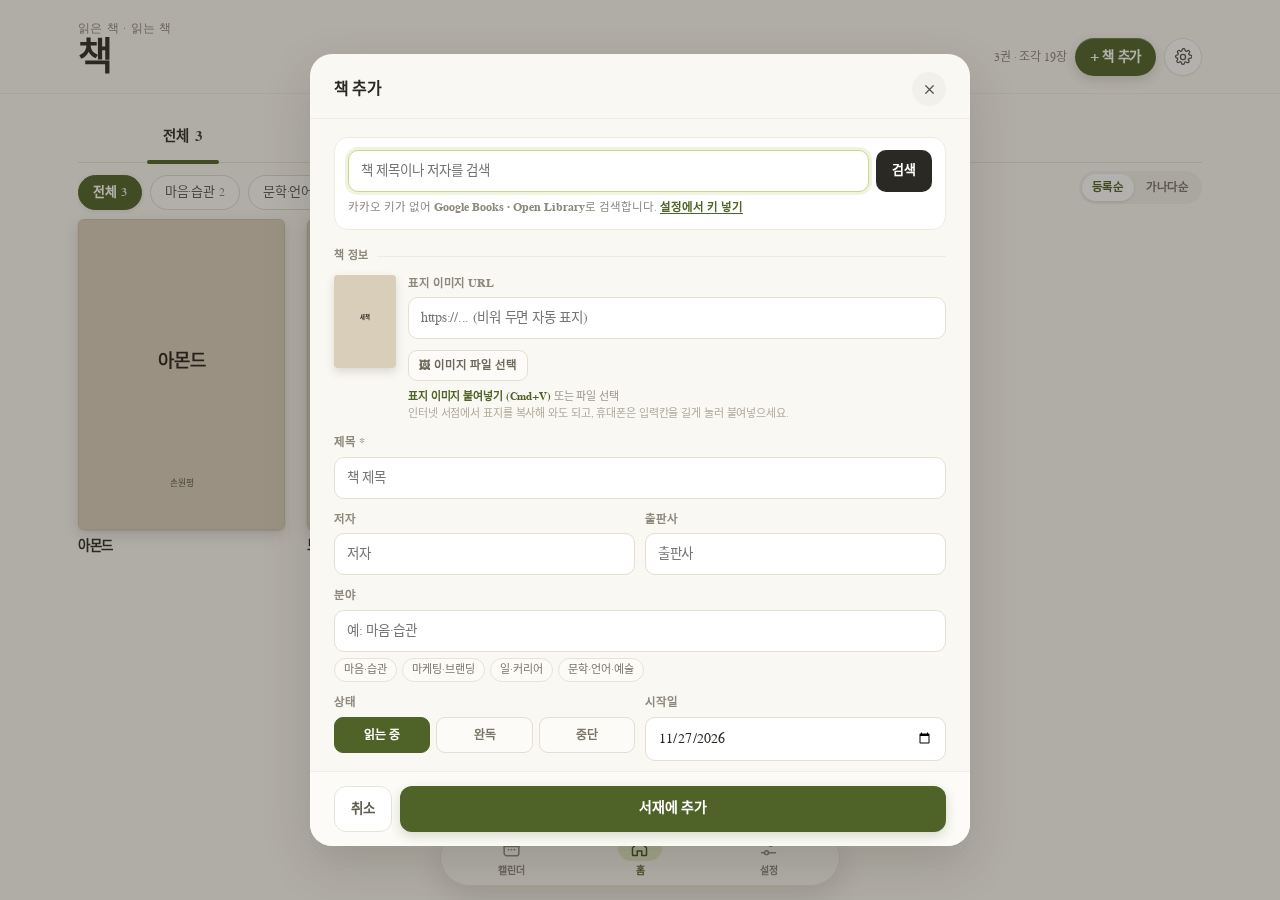 읽은 책 · 읽는 책
책
3권 · 조각 19장
+ 책 추가
전체 3
전체 3
마음·습관 2
문학·언어
등록순
가나다순
아몬드
손원평
아몬드
책 추가
책 제목이나 저자를 검색
검색
카카오 키가 없어 Google Books · Open Library로 검색합니다. 설정에서 키 넣기
책 정보
새책
표지 이미지 URL
https://... (비워 두면 자동 표지)
🖼 이미지 파일 선택
표지 이미지 붙여넣기 (Cmd+V) 또는 파일 선택
인터넷 서점에서 표지를 복사해 와도 되고, 휴대폰은 입력칸을 길게 눌러 붙여넣으세요.
제목 *
책 제목
저자
출판사
저자
출판사
분야
예: 마음·습관
마음·습관
마케팅·브랜딩
일·커리어
문학·언어·예술
상태
시작일
읽는 중
완독
중단
11/27/2026
취소
서재에 추가
캘린더
홈
설정